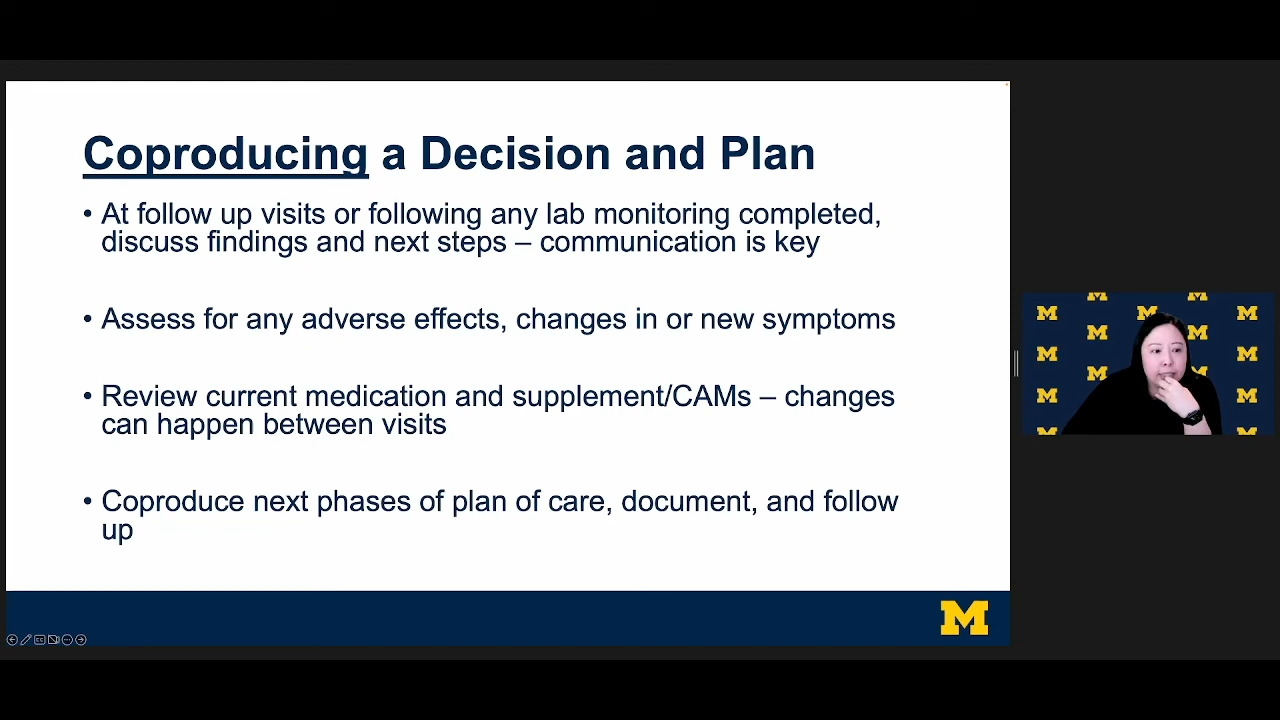 Coproducing a Decision and Plan
• At follow up visits or following any lab monitoring completed,
discuss findings and next steps – communication is key
• Assess for any adverse effects, changes in or new symptoms
• Review current medication and supplement/CAMs – changes
can happen between visits
• Coproduce next phases of plan of care, document, and follow
up
M